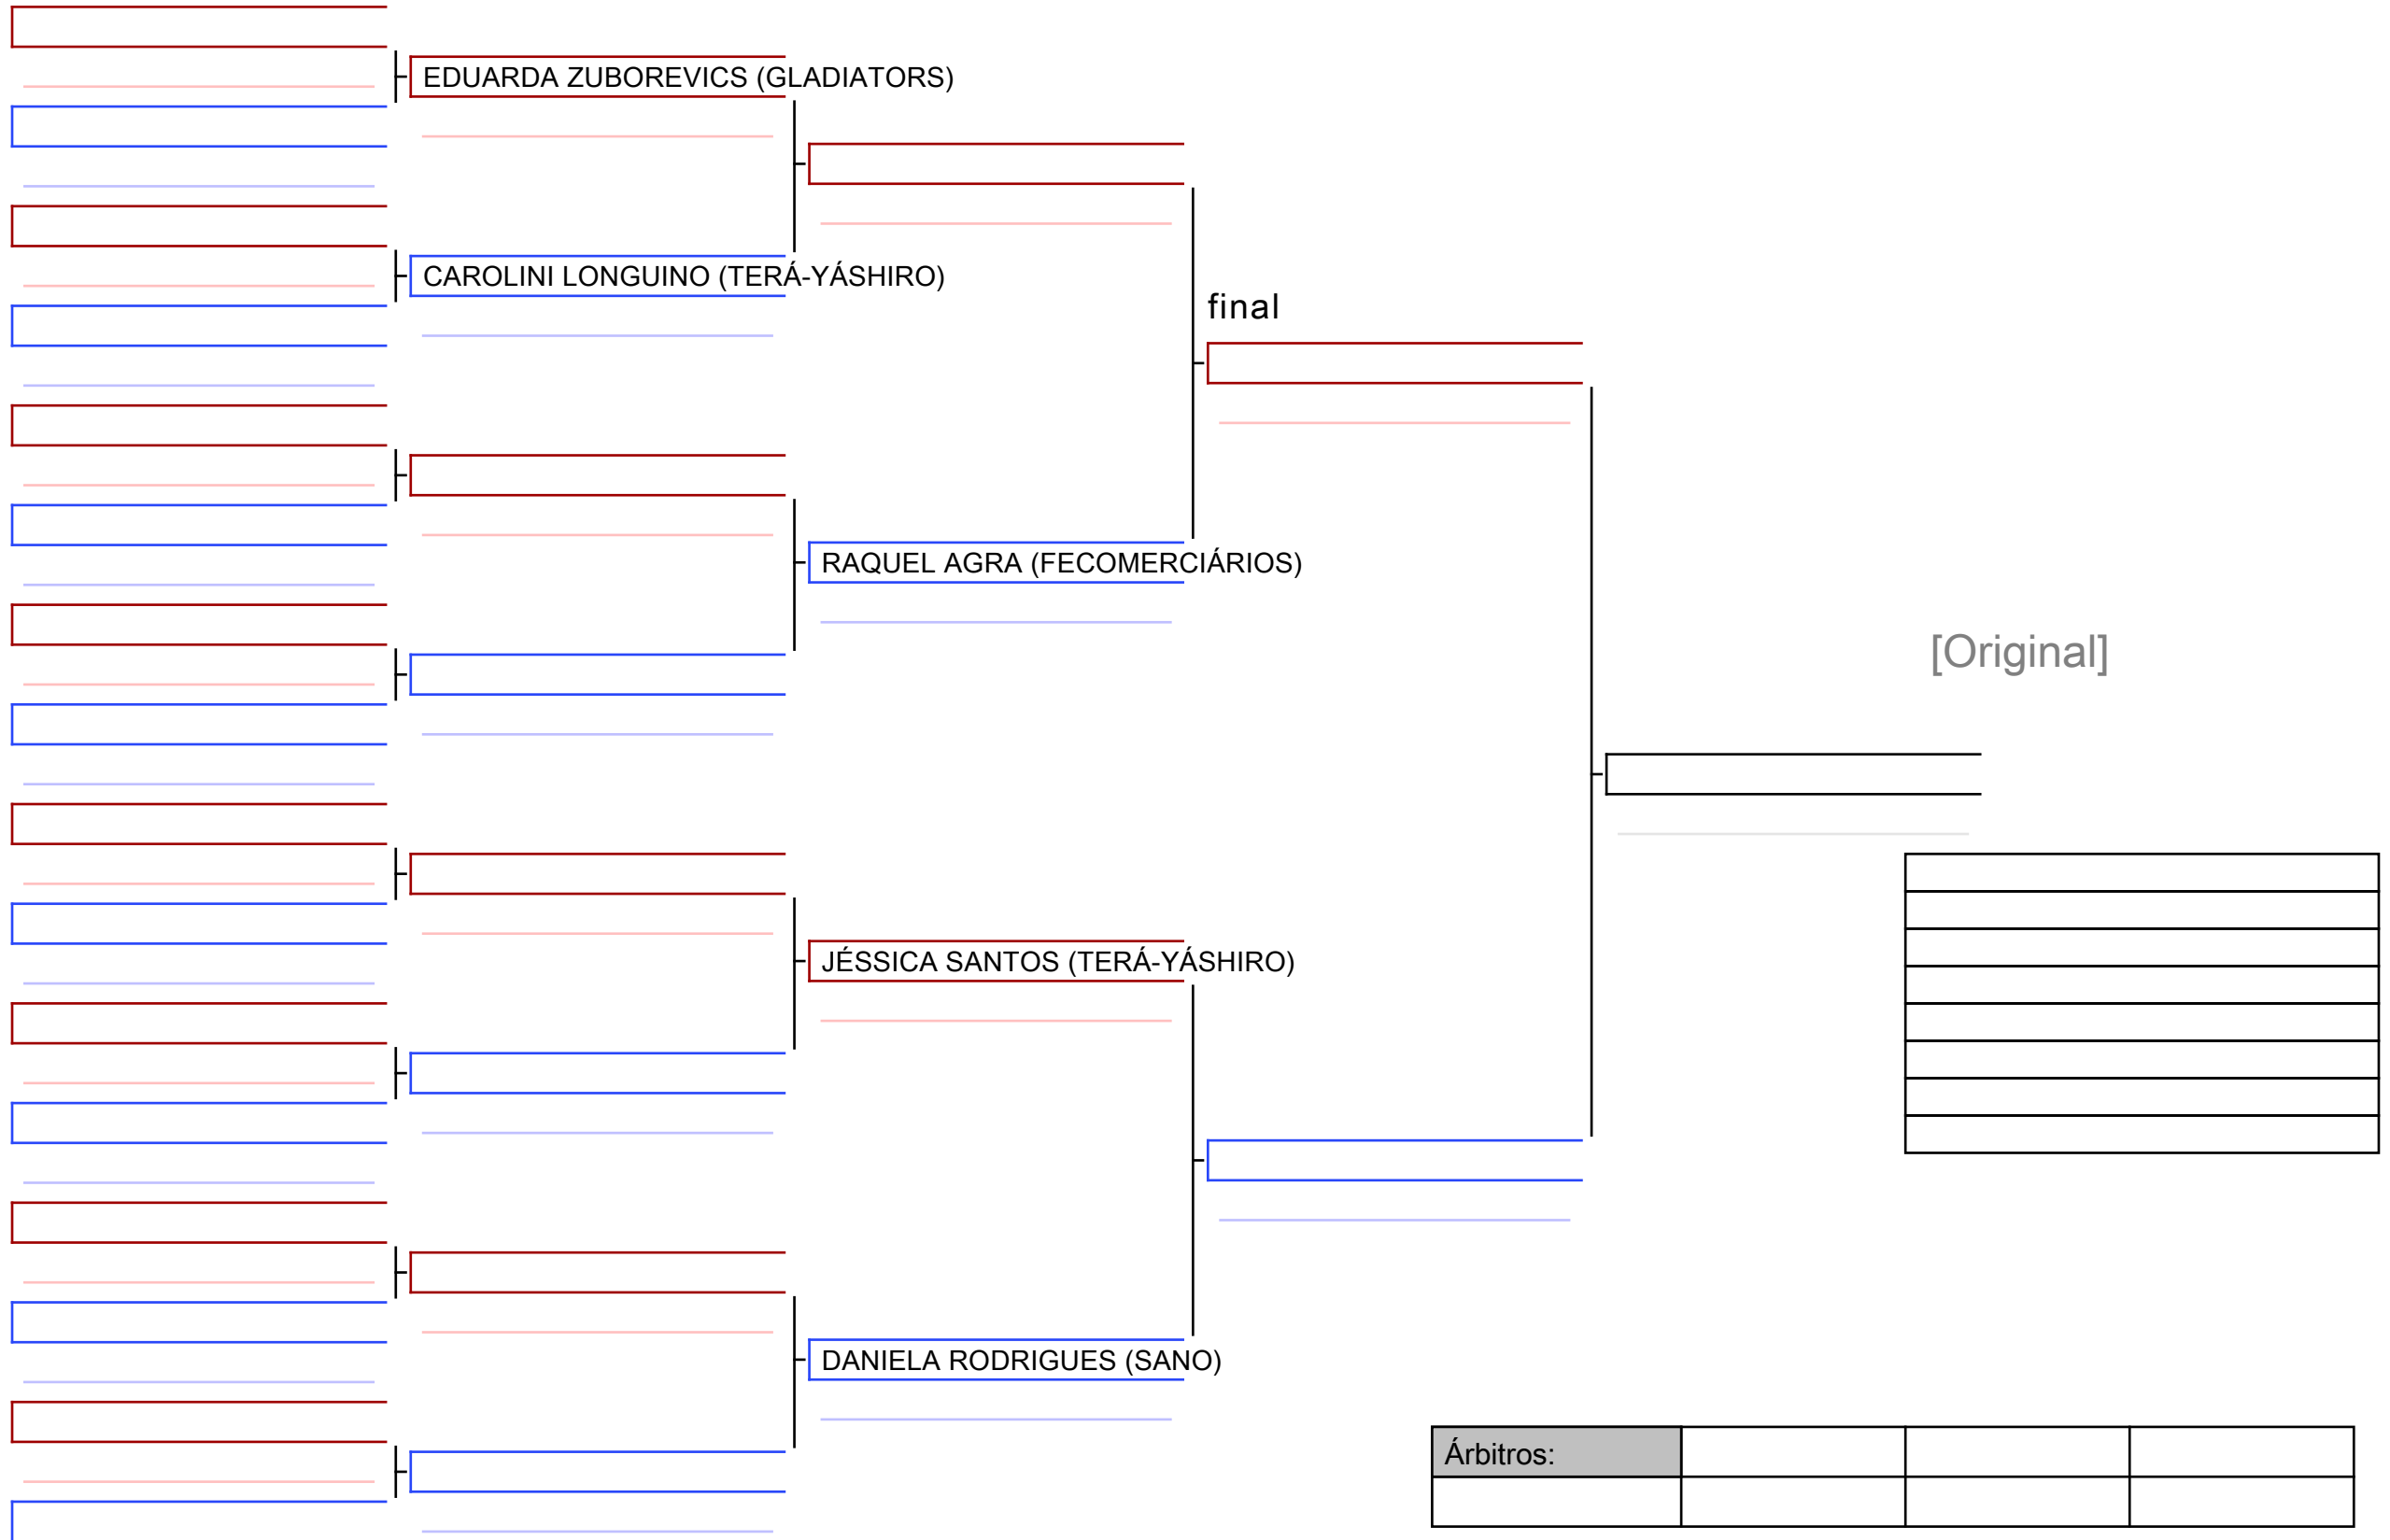 EDUARDA ZUBOREVICS (GLADIATORS)
CAROLINI LONGUINO (TERÁ-YÁSHIRO)
final
RAQUEL AGRA (FECOMERCIÁRIOS)
[Original]
JÉSSICA SANTOS (TERÁ-YÁSHIRO)
DANIELA RODRIGUES (SANO)
Árbitros: